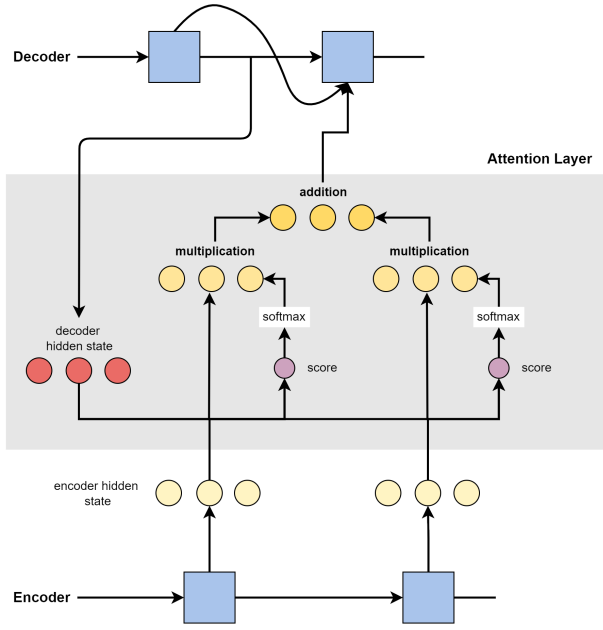 Decoder
Attention Layer
addition
multiplication
multiplication
softmax
softmax
decoder
hidden state
score
score
encoder hidden
state
Encoder